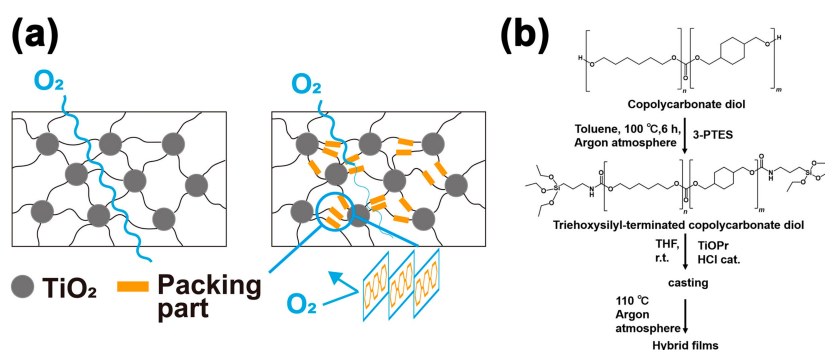 (a)
O₂
O₂
TiO₂
Packing
part
O₂
(b)
H
O
O
O
O
n
O
H
m
Copolycarbonate diol
Toluene, 100 ℃,6 h,
Argon atmosphere
3-PTES
Triehoxysilyl-terminated copolycarbonate diol
THF,
r.t.
TiOPr
HCl cat.
casting
110 ℃
Argon
atmosphere
Hybrid films